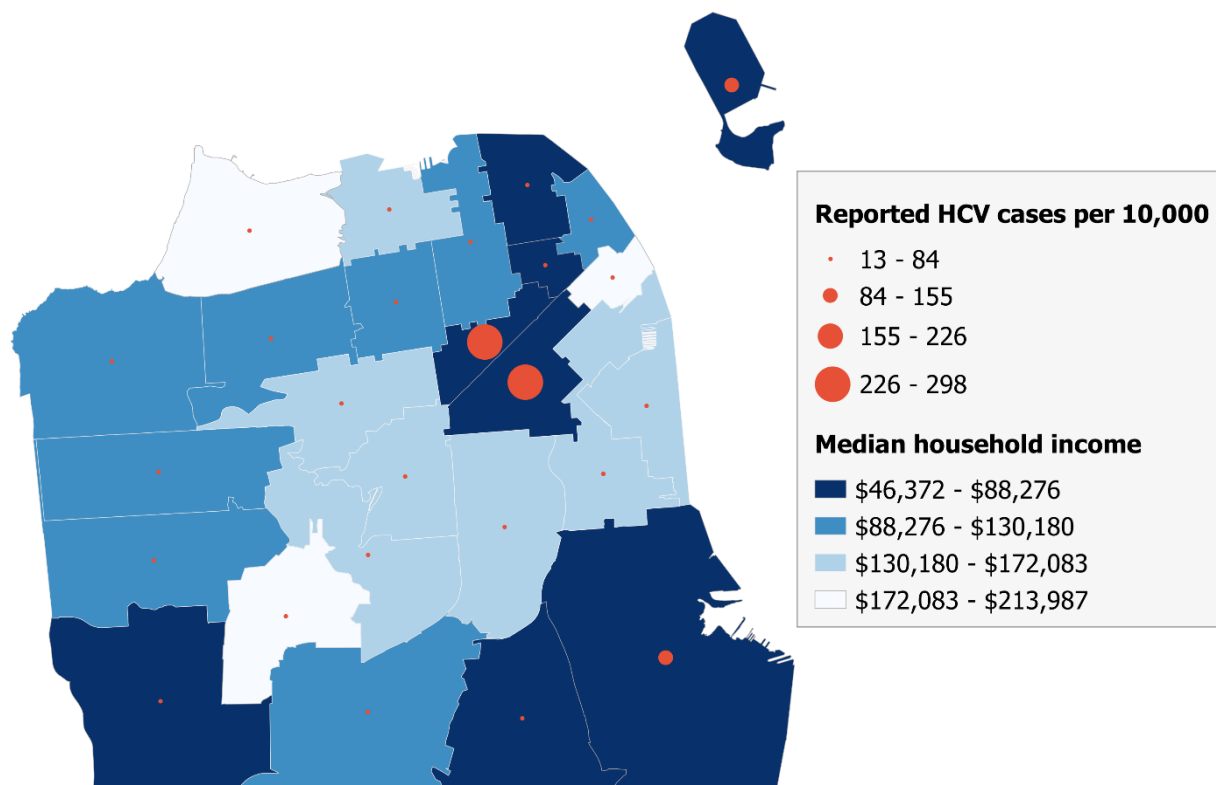 Reported HCV cases per 10,000
13 - 84
84 - 155
155 - 226
226 - 298
Median household income
$46,372 - $88,276
$88,276 - $130,180
$130,180 - $172,083
$172,083 - $213,987